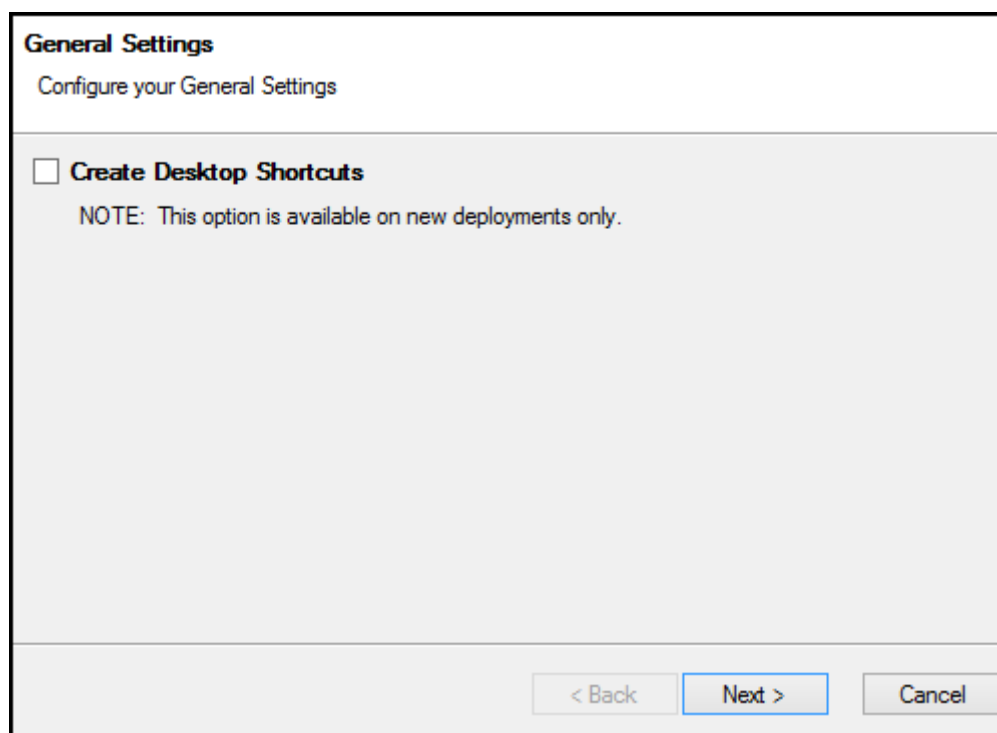 General Settings
Configure your General Settings
Create Desktop Shortcuts
NOTE:  This option is available on new deployments only.
< Back
Next >
Cancel